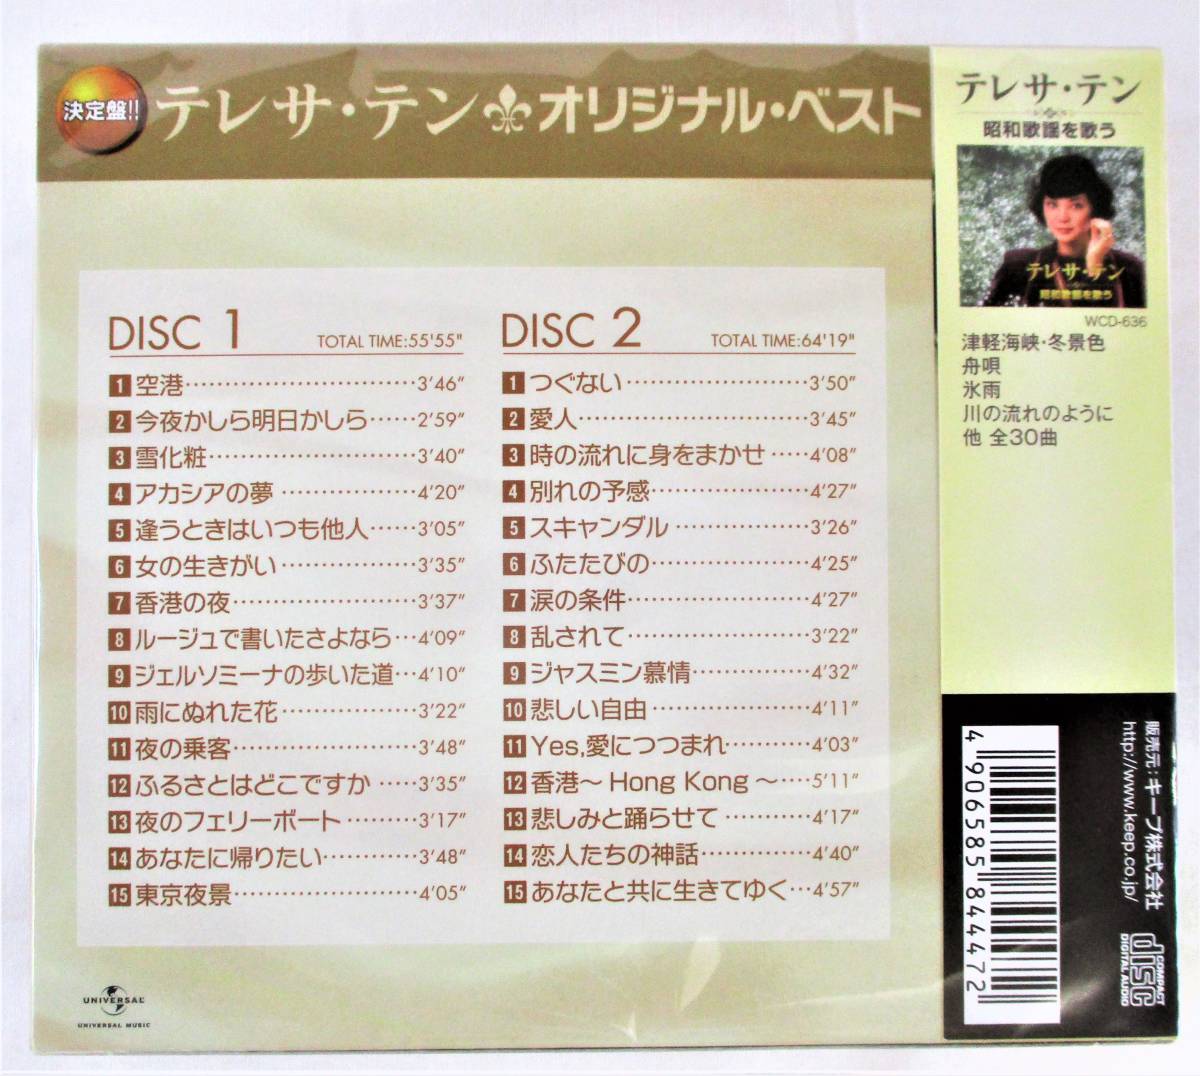 決定盤!! テレサ・テン オリジナル・ベスト
DISC 1 TOTAL TIME:55'55"
1 空港…………………………3'46"
2 今夜かしら明日かしら……2'59"
3 雪化粧………………………3'40"
4 アカシアの夢………………4'20"
5 逢うときはいつも他人……3'05"
6 女の生きがい………………3'35"
7 香港の夜……………………3'37"
8 ルージュで書いたさよなら…4'09"
9 ジェルソミーナの歩いた道…4'10"
10 雨にぬれた花………………3'22"
11 夜の乗客……………………3'48"
12 ふるさとはどこですか……3'35"
13 夜のフェリーボート………3'17"
14 あなたに帰りたい…………3'48"
15 東京夜景……………………4'05"
DISC 2 TOTAL TIME:64'19"
1 つぐない……………………3'50"
2 愛人…………………………3'45"
3 時の流れに身をまかせ……4'08"
4 別れの予感…………………4'27"
5 スキャンダル………………3'26"
6 ふたたびの…………………4'25"
7 涙の条件……………………4'27"
8 乱されて……………………3'22"
9 ジャスミン慕情……………4'32"
10 悲しい自由…………………4'11"
11 Yes,愛につつまれ…………4'03"
12 香港〜 Hong Kong 〜……5'11"
13 悲しみと踊らせて…………4'17"
14 恋人たちの神話……………4'40"
15 あなたと共に生きてゆく…4'57"
UNIVERSAL
UNIVERSAL MUSIC
テレサ・テン
昭和歌謡を歌う
テレサ・テン
昭和歌謡を歌う
WCD-636
津軽海峡・冬景色
舟唄
氷雨
川の流れのように
他 全30曲
販売元：キープ株式会社
http://www.keep.co.jp/
4 906585 844472
COMPACT
disc
DIGITAL AUDIO